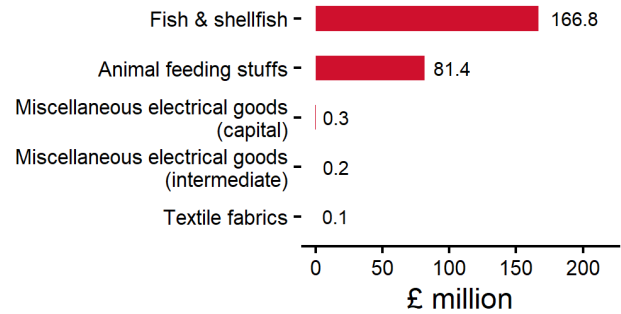 Fish & shellfish 166.8
Animal feeding stuffs 81.4
Miscellaneous electrical goods
(capital) 0.3
Miscellaneous electrical goods
(intermediate) 0.2
Textile fabrics 0.1
0 50 100 150 200
£ million